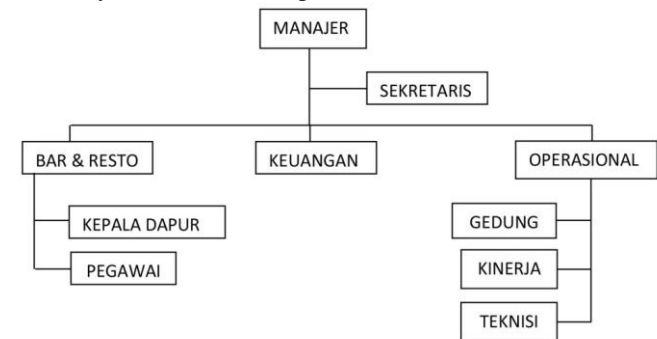 MANAJER
SEKRETARIS
BAR & RESTO
KEUANGAN
OPERASIONAL
KEPALA DAPUR
GEDUNG
PEGAWAI
KINERJA
TEKNISI